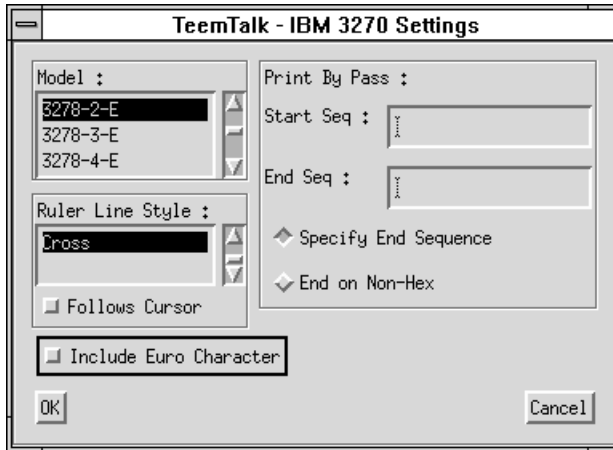 TeemTalk - IBM 3270 Settings
Model :
3278-2-E
3278-3-E
3278-4-E
Ruler Line Style :
Cross
Follows Cursor
Include Euro Character
Print By Pass :
Start Seq :
End Seq :
Specify End Sequence
End on Non-Hex
OK
Cancel